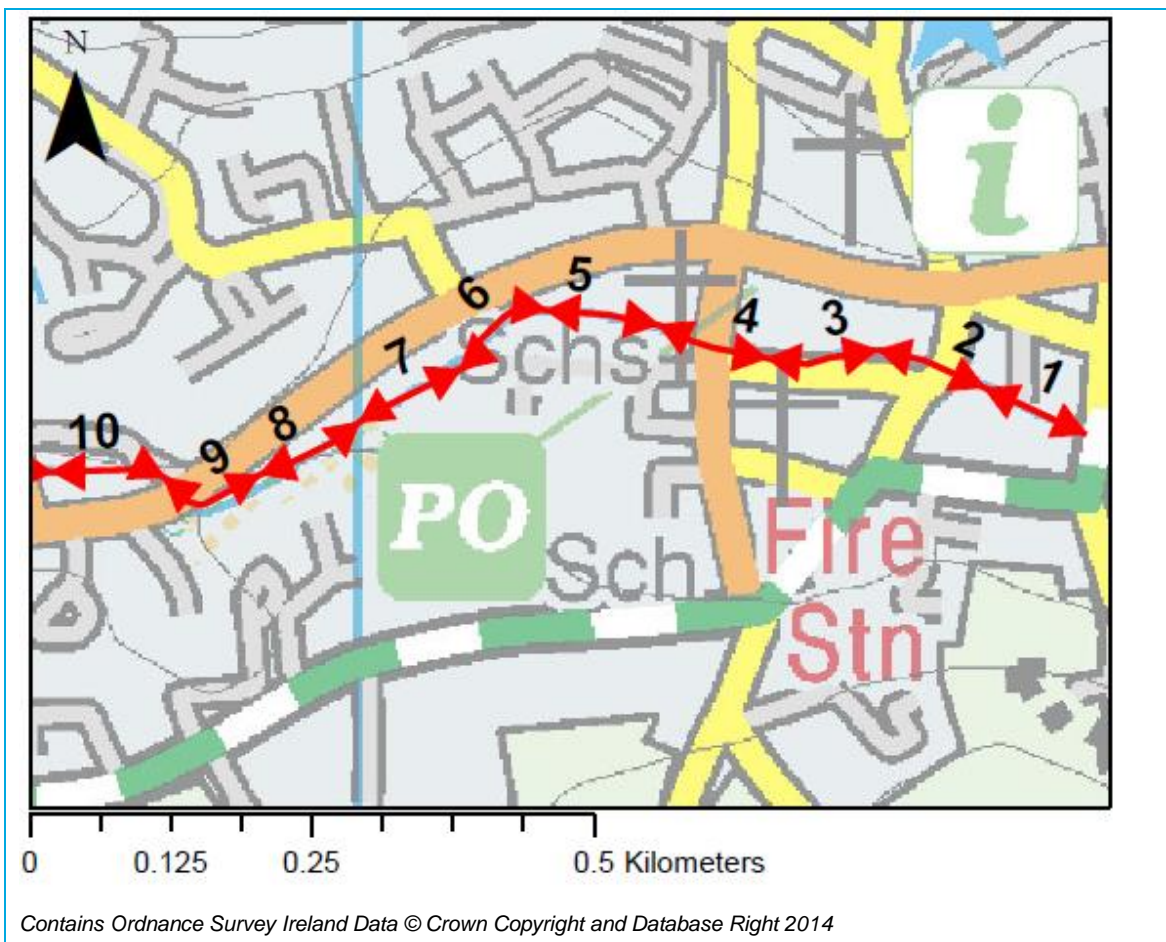 N
i
5
6
4
3
2
7
1
Schs
8
10
9
PO
Fire
Sch
Stn
0 0.125 0.25 0.5 Kilometers
Contains Ordnance Survey Ireland Data © Crown Copyright and Database Right 2014